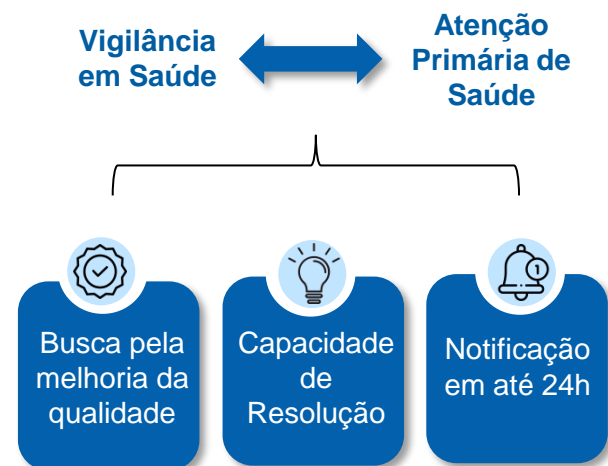 Vigilância
em Saúde
Atenção
Primária de
Saúde
1
Busca pela
melhoria da
qualidade
Capacidade
de
Resolução
Notificação
em até 24h